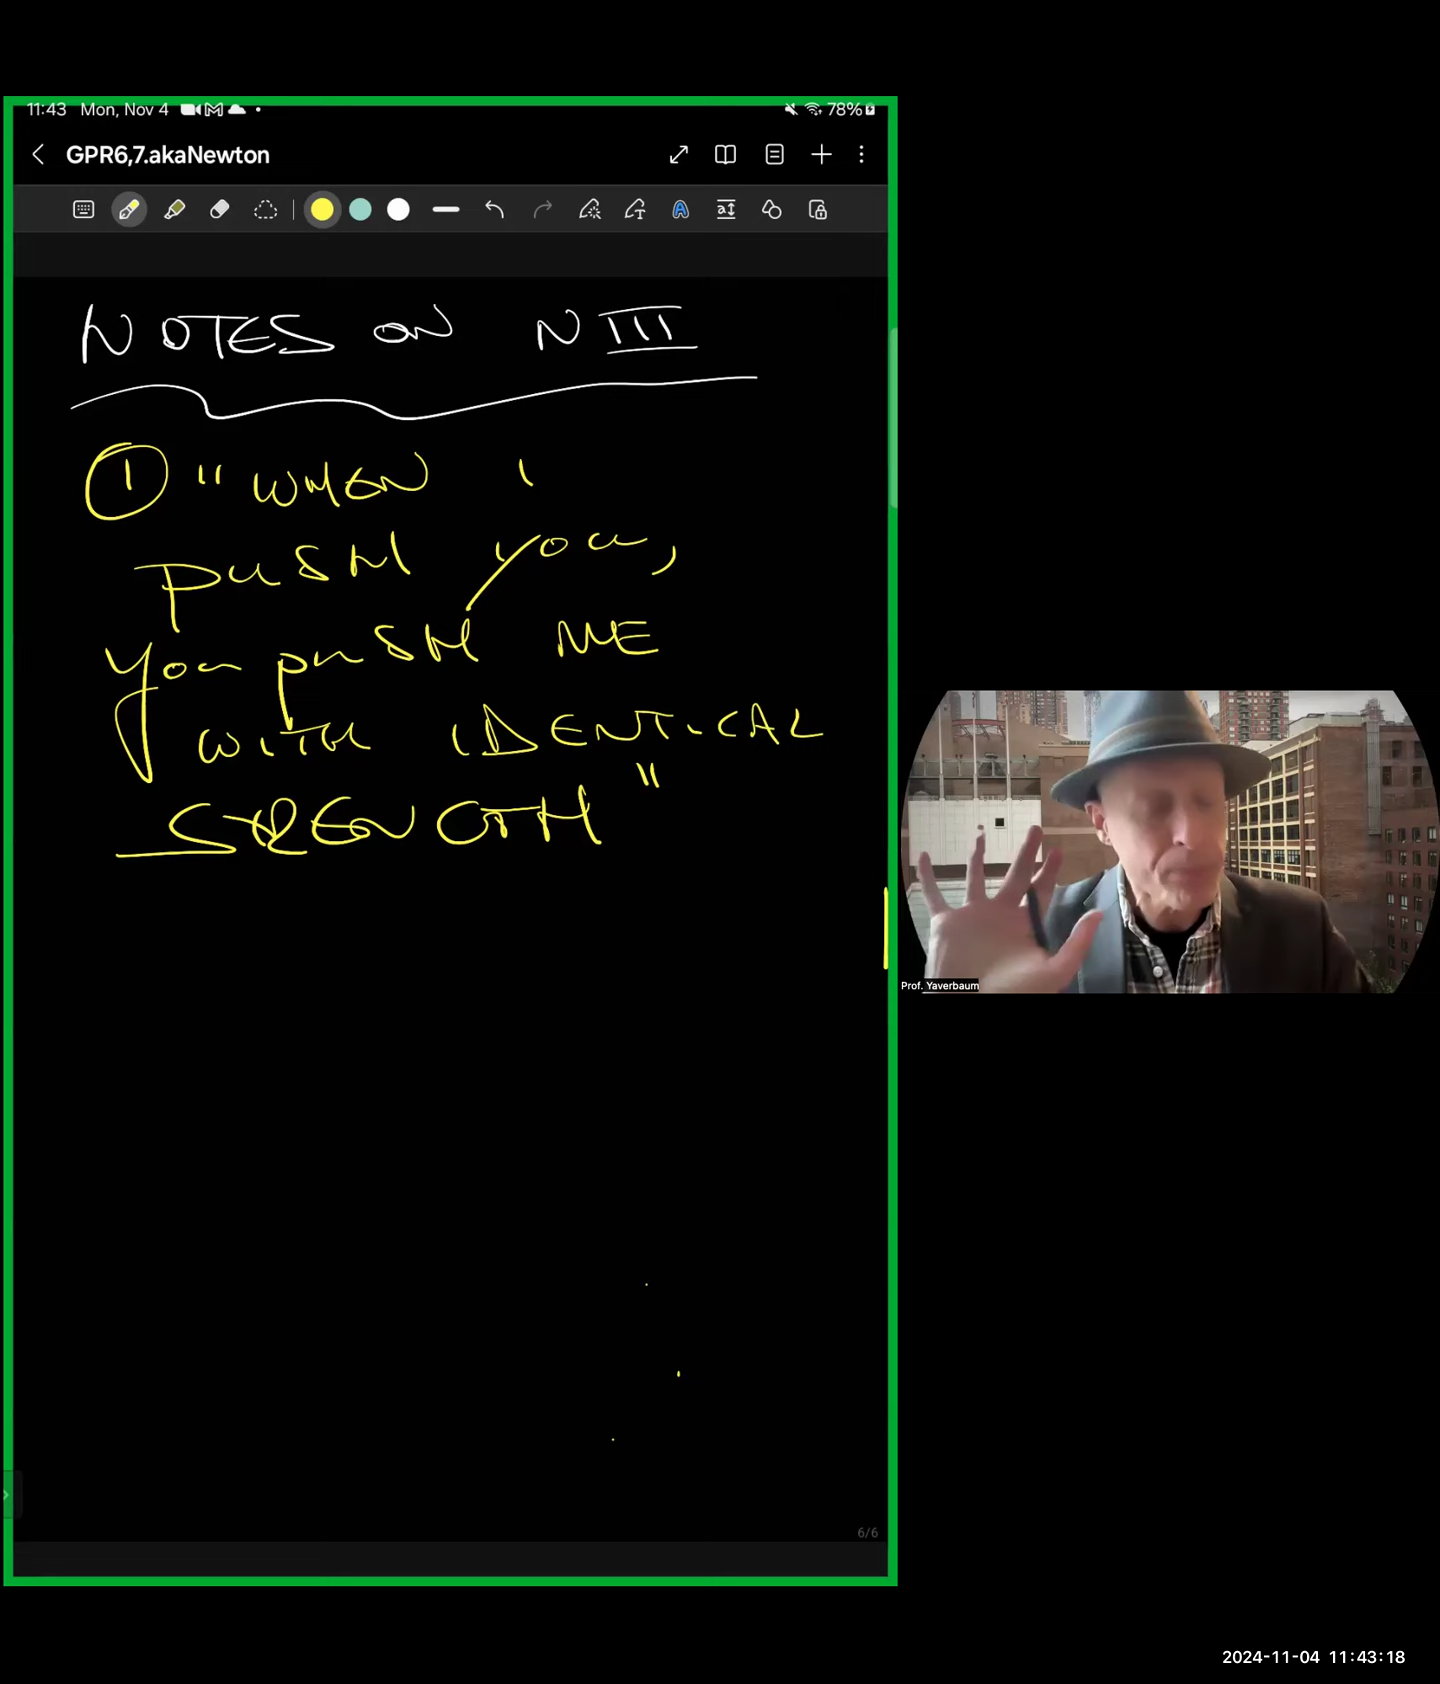 11:43 Mon, Nov 4 78%
GPR6,7.akaNewton
NOTES ON N III
① "WHEN I
PUSH you,
you puSH ME
WITH IDENTICAL
STRENGTH"
Prof. Yaverbaum
6/6
2024-11-04 11:43:18